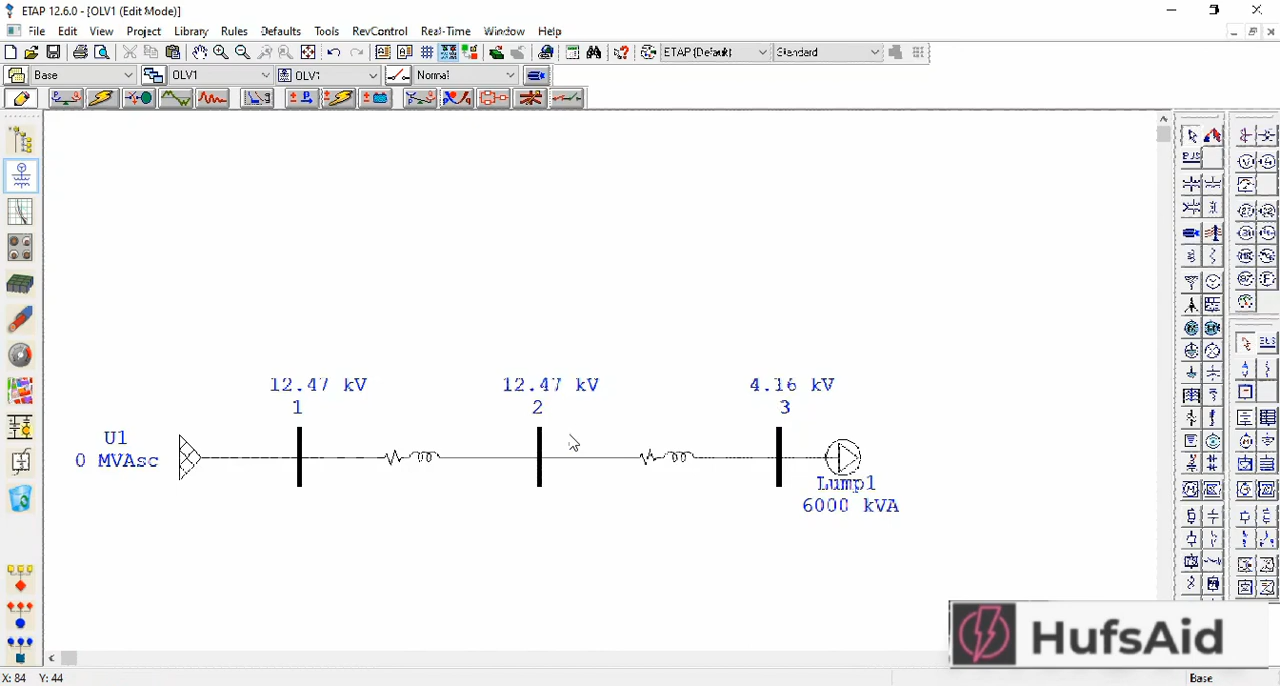 ETAP 12.6.0 - [OLV1 (Edit Mode)]
File Edit View Project Library Rules Defaults Tools RevControl Real-Time Window Help
ETAP (Default) Standard
Base OLV1 OLV1 Normal
12.47 kV 12.47 kV 4.16 kV
1 2 3
U1
0 MVAsc
Lump1
6000 kVA
HufsAid
X: 84 Y: 44 Base